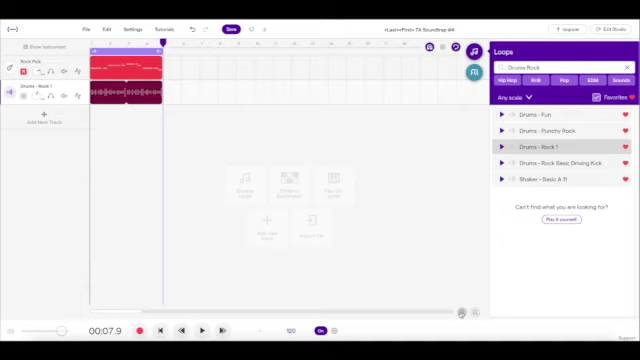 File
Edit
Settings
Tutorials
Save
<Last><First> 7A Soundtrap #4
Upgrade
Exit Studio
Show Instrument
Rock Pick
Drums - Rock 1
Add New Track
Loops
Drums Rock
Hip Hop
RnB
Pop
EDM
Sounds
Any scale
Favorites
Drums - Fun
Drums - Punchy Rock
Drums - Rock 1
Drums - Rock Basic Driving Kick
Shaker - Basic A 11
Can't find what you are looking for?
Play it yourself
Add new
track
00:07.9
120
On
Support